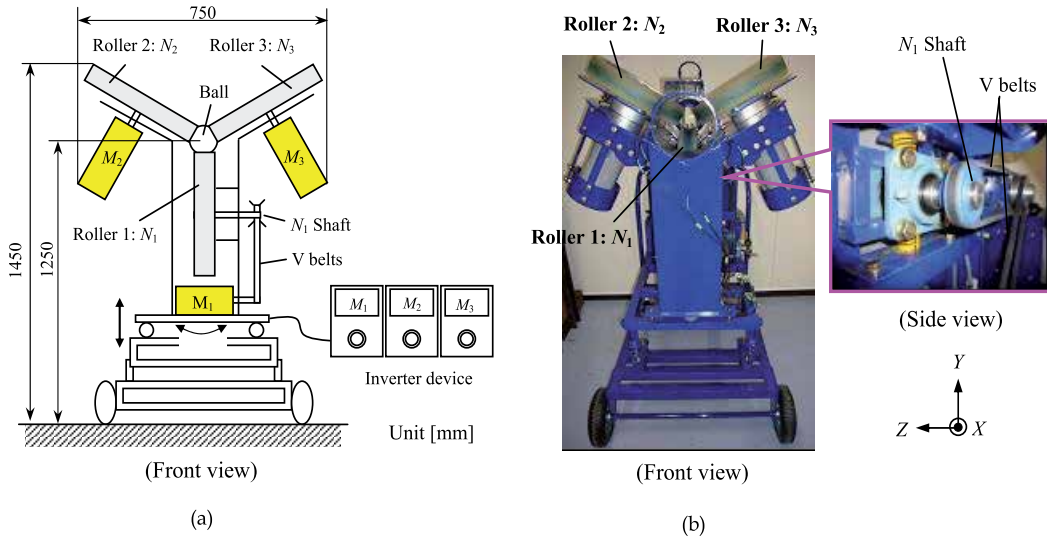 750
Roller 2: N2
Roller 3: N3
Ball
M2
M3
1450
1250
N1 Shaft
Roller 1: N1
V belts
M1
M1
M2
M3
Inverter device
Unit [mm]
(Front view)
(a)
Roller 2: N2
Roller 3: N3
N1 Shaft
V belts
Roller 1: N1
(Side view)
Y
Z
X
(Front view)
(b)